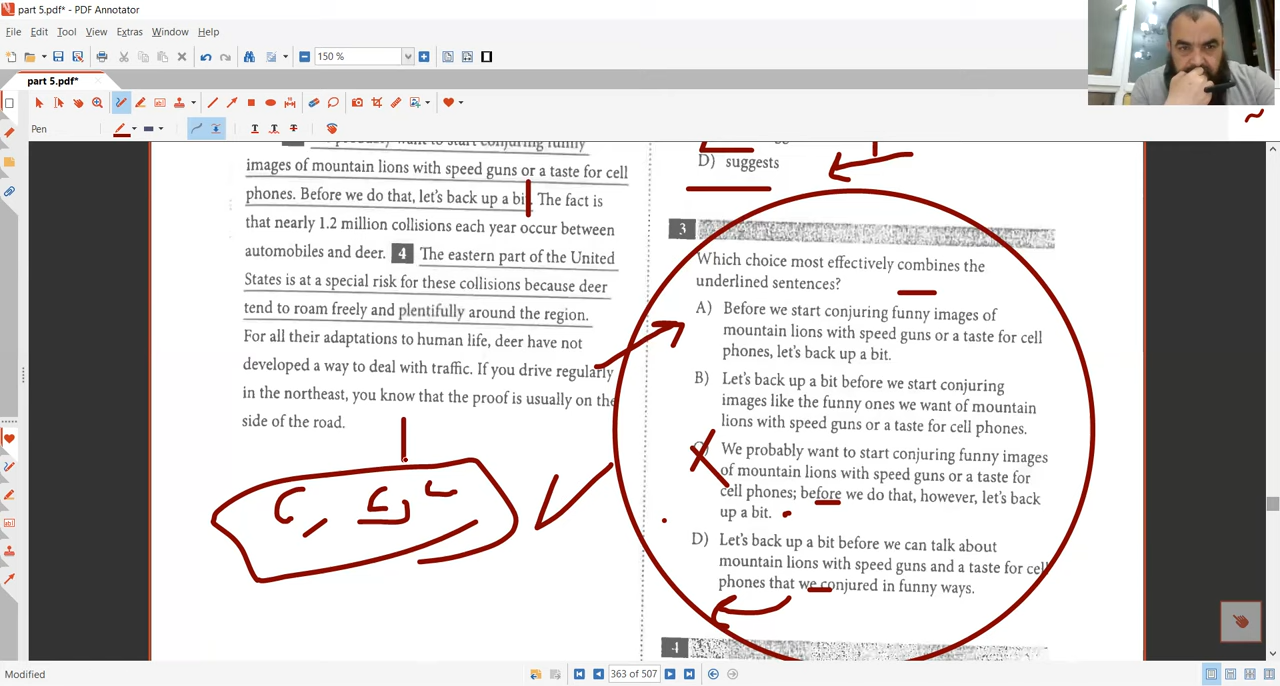 part 5.pdf* - PDF Annotator
File Edit Tool View Extras Window Help
150 %
part 5.pdf*
Pen
images of mountain lions with speed guns or a taste for cell
phones. Before we do that, let's back up a bit. The fact is
that nearly 1.2 million collisions each year occur between
automobiles and deer. 4 The eastern part of the United
States is at a special risk for these collisions because deer
tend to roam freely and plentifully around the region.
For all their adaptations to human life, deer have not
developed a way to deal with traffic. If you drive regularly
in the northeast, you know that the proof is usually on the
side of the road.
D) suggests
3
Which choice most effectively combines the
underlined sentences?
A) Before we start conjuring funny images of
mountain lions with speed guns or a taste for cell
phones, let's back up a bit.
B) Let's back up a bit before we start conjuring
images like the funny ones we want of mountain
lions with speed guns or a taste for cell phones.
C) We probably want to start conjuring funny images
of mountain lions with speed guns or a taste for
cell phones; before we do that, however, let's back
up a bit.
D) Let's back up a bit before we can talk about
mountain lions with speed guns and a taste for cell
phones that we conjured in funny ways.
4
Modified
363 of 507